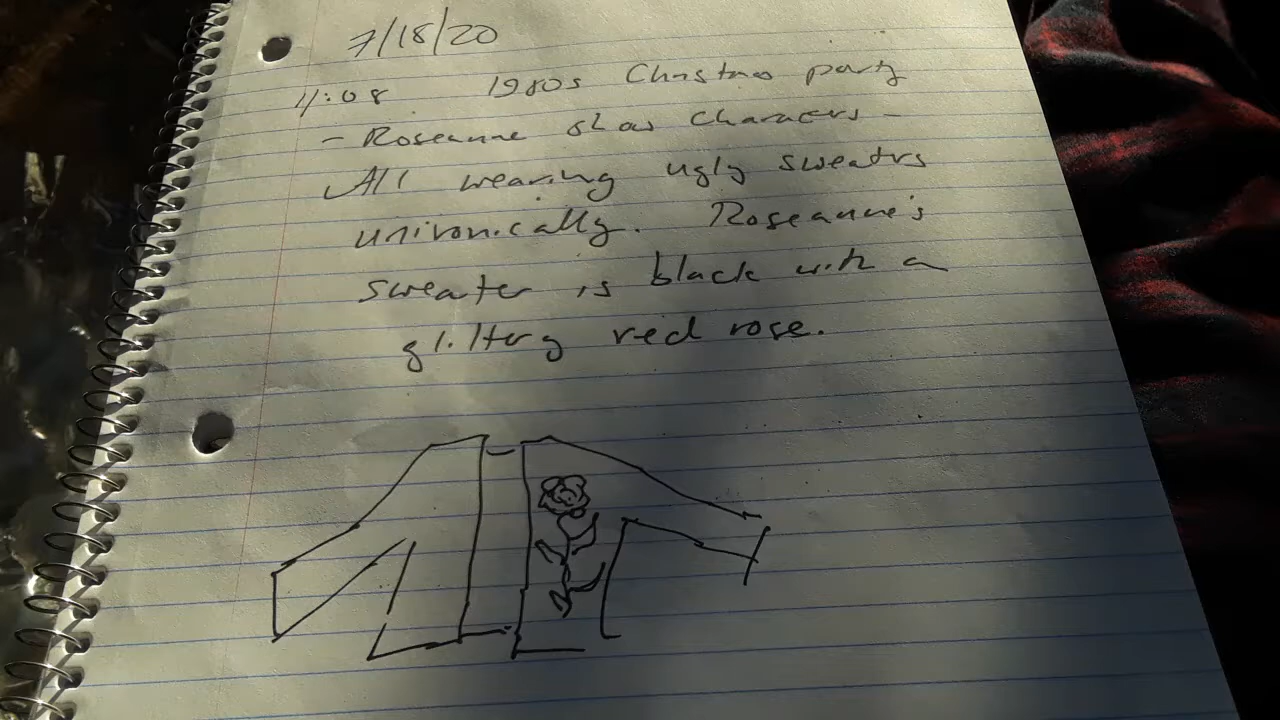 7/18/20
11:08 1980s Christmas party
- Roseanne show characters -
All wearing ugly sweaters
unironically. Roseanne's
sweater is black with a
glittery red rose.